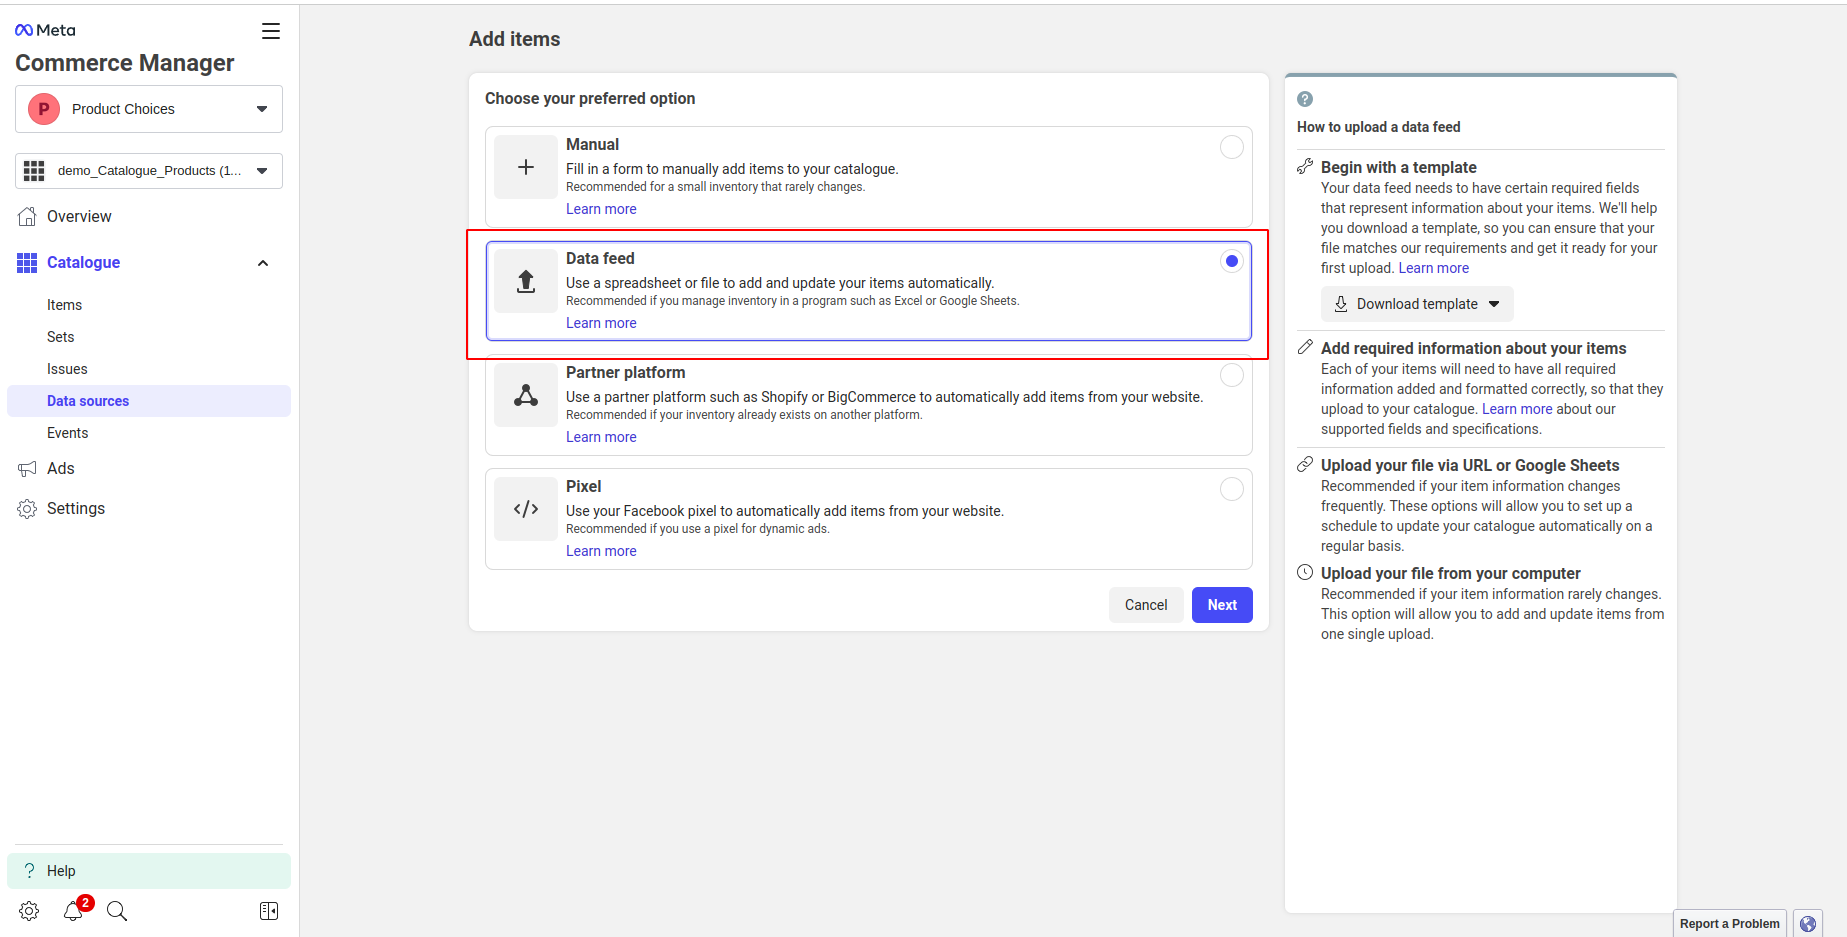 Meta
Commerce Manager
P
Product Choices
demo_Catalogue_Products (1...
Overview
Catalogue
Items
Sets
Issues
Data sources
Events
Ads
Settings
? Help
2
Add items
Choose your preferred option
Manual
Fill in a form to manually add items to your catalogue.
Recommended for a small inventory that rarely changes.
Learn more
Data feed
Use a spreadsheet or file to add and update your items automatically.
Recommended if you manage inventory in a program such as Excel or Google Sheets.
Learn more
Partner platform
Use a partner platform such as Shopify or BigCommerce to automatically add items from your website.
Recommended if your inventory already exists on another platform.
Learn more
</>
Pixel
Use your Facebook pixel to automatically add items from your website.
Recommended if you use a pixel for dynamic ads.
Learn more
Cancel
Next
?
How to upload a data feed
Begin with a template
Your data feed needs to have certain required fields
that represent information about your items. We'll help
you download a template, so you can ensure that your
file matches our requirements and get it ready for your
first upload. Learn more
Download template
Add required information about your items
Each of your items will need to have all required
information added and formatted correctly, so that they
upload to your catalogue. Learn more about our
supported fields and specifications.
Upload your file via URL or Google Sheets
Recommended if your item information changes
frequently. These options will allow you to set up a
schedule to update your catalogue automatically on a
regular basis.
Upload your file from your computer
Recommended if your item information rarely changes.
This option will allow you to add and update items from
one single upload.
Report a Problem